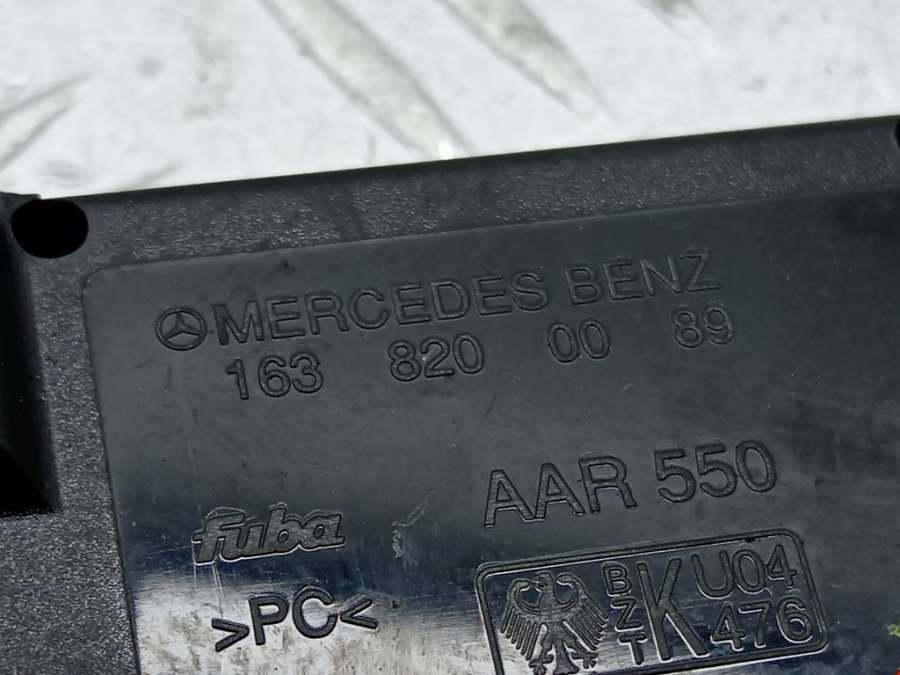 MERCEDES BENZ
163 820 00 89
AAR 550
fuba
>PC<
BZT K U04 476